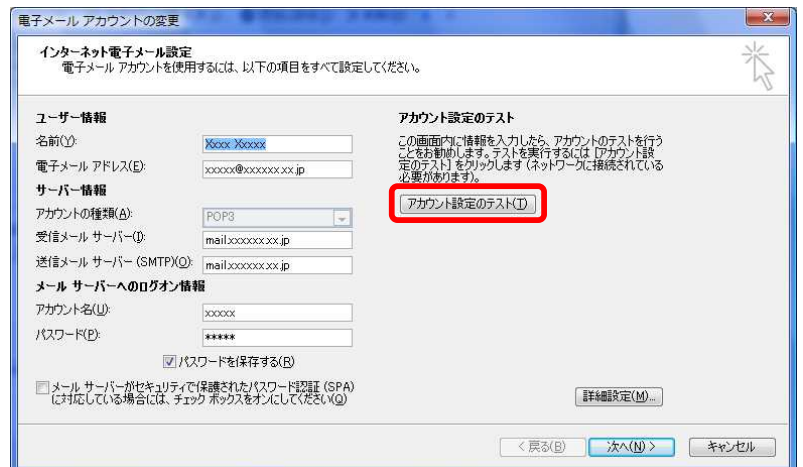 電子メール アカウントの変更
インターネット電子メール設定
電子メール アカウントを使用するには、以下の項目をすべて設定してください。
ユーザー情報
名前(Y):
Xxxx Xxxxx
電子メール アドレス(E):
xxxxx@xxxxxxx.xx.jp
サーバー情報
アカウントの種類(A):
POP3
受信メール サーバー(I):
mail.xxxxxxx.xx.jp
送信メール サーバー (SMTP)(O):
mail.xxxxxxx.xx.jp
メール サーバーへのログオン情報
アカウント名(U):
xxxxx
パスワード(P):
*****
パスワードを保存する(R)
メール サーバーがセキュリティで保護されたパスワード認証 (SPA)
に対応している場合には、チェック ボックスをオンにしてください(Q)
アカウント設定のテスト
この画面内に情報を入力したら、アカウントのテストを行う
ことをお勧めします。テストを実行するには [アカウント設
定のテスト] をクリックします (ネットワークに接続されている
必要があります)。
アカウント設定のテスト(T)
詳細設定(M)...
< 戻る(B)
次へ(N) >
キャンセル